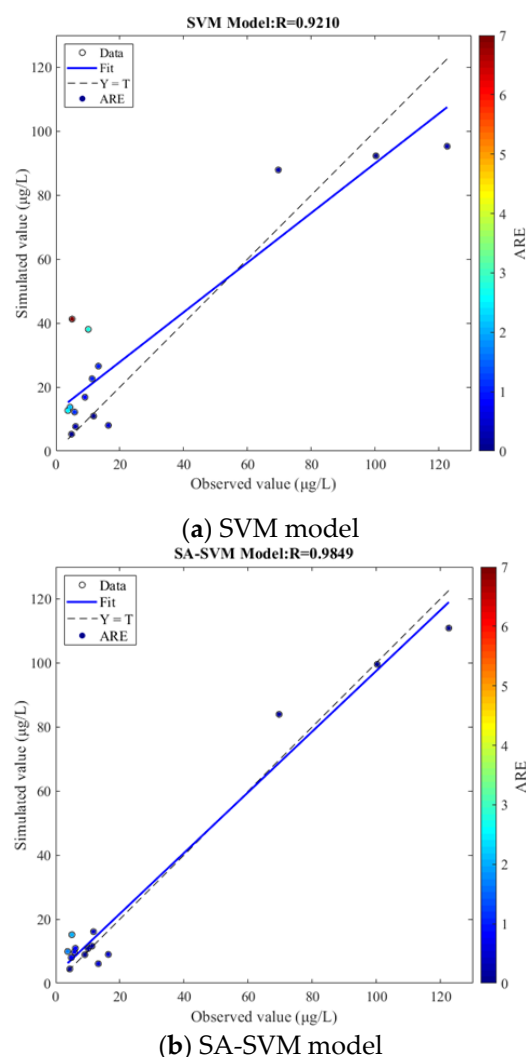 SVM Model:R=0.9210
Data
Fit
Y = T
ARE
130
120
100
80
60
40
20
0
Simulated value (μg/L)
0
20
40
60
80
100
120
Observed value (μg/L)
7
6
5
4
3
2
1
0
ARE
(a) SVM model
SA-SVM Model:R=0.9849
Data
Fit
Y = T
ARE
120
100
80
60
40
20
0
Simulated value (μg/L)
0
20
40
60
80
100
120
Observed value (μg/L)
7
6
5
4
3
2
1
0
ARE
(b) SA-SVM model